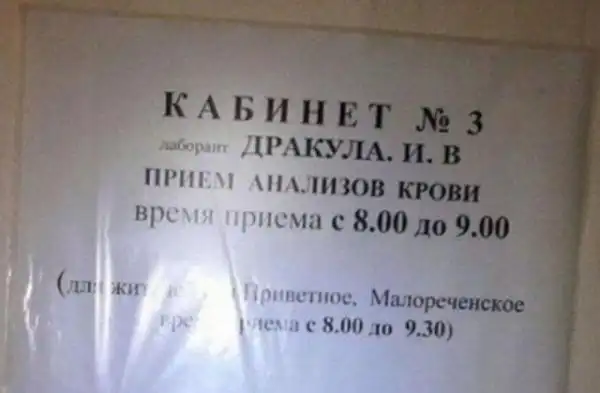 КАБИНЕТ № 3
лаборант ДРАКУЛА. И. В
ПРИЕМ АНАЛИЗОВ КРОВИ
время приема с 8.00 до 9.00
(для Приветное, Малореченское
приема с 8.00 до 9.30)